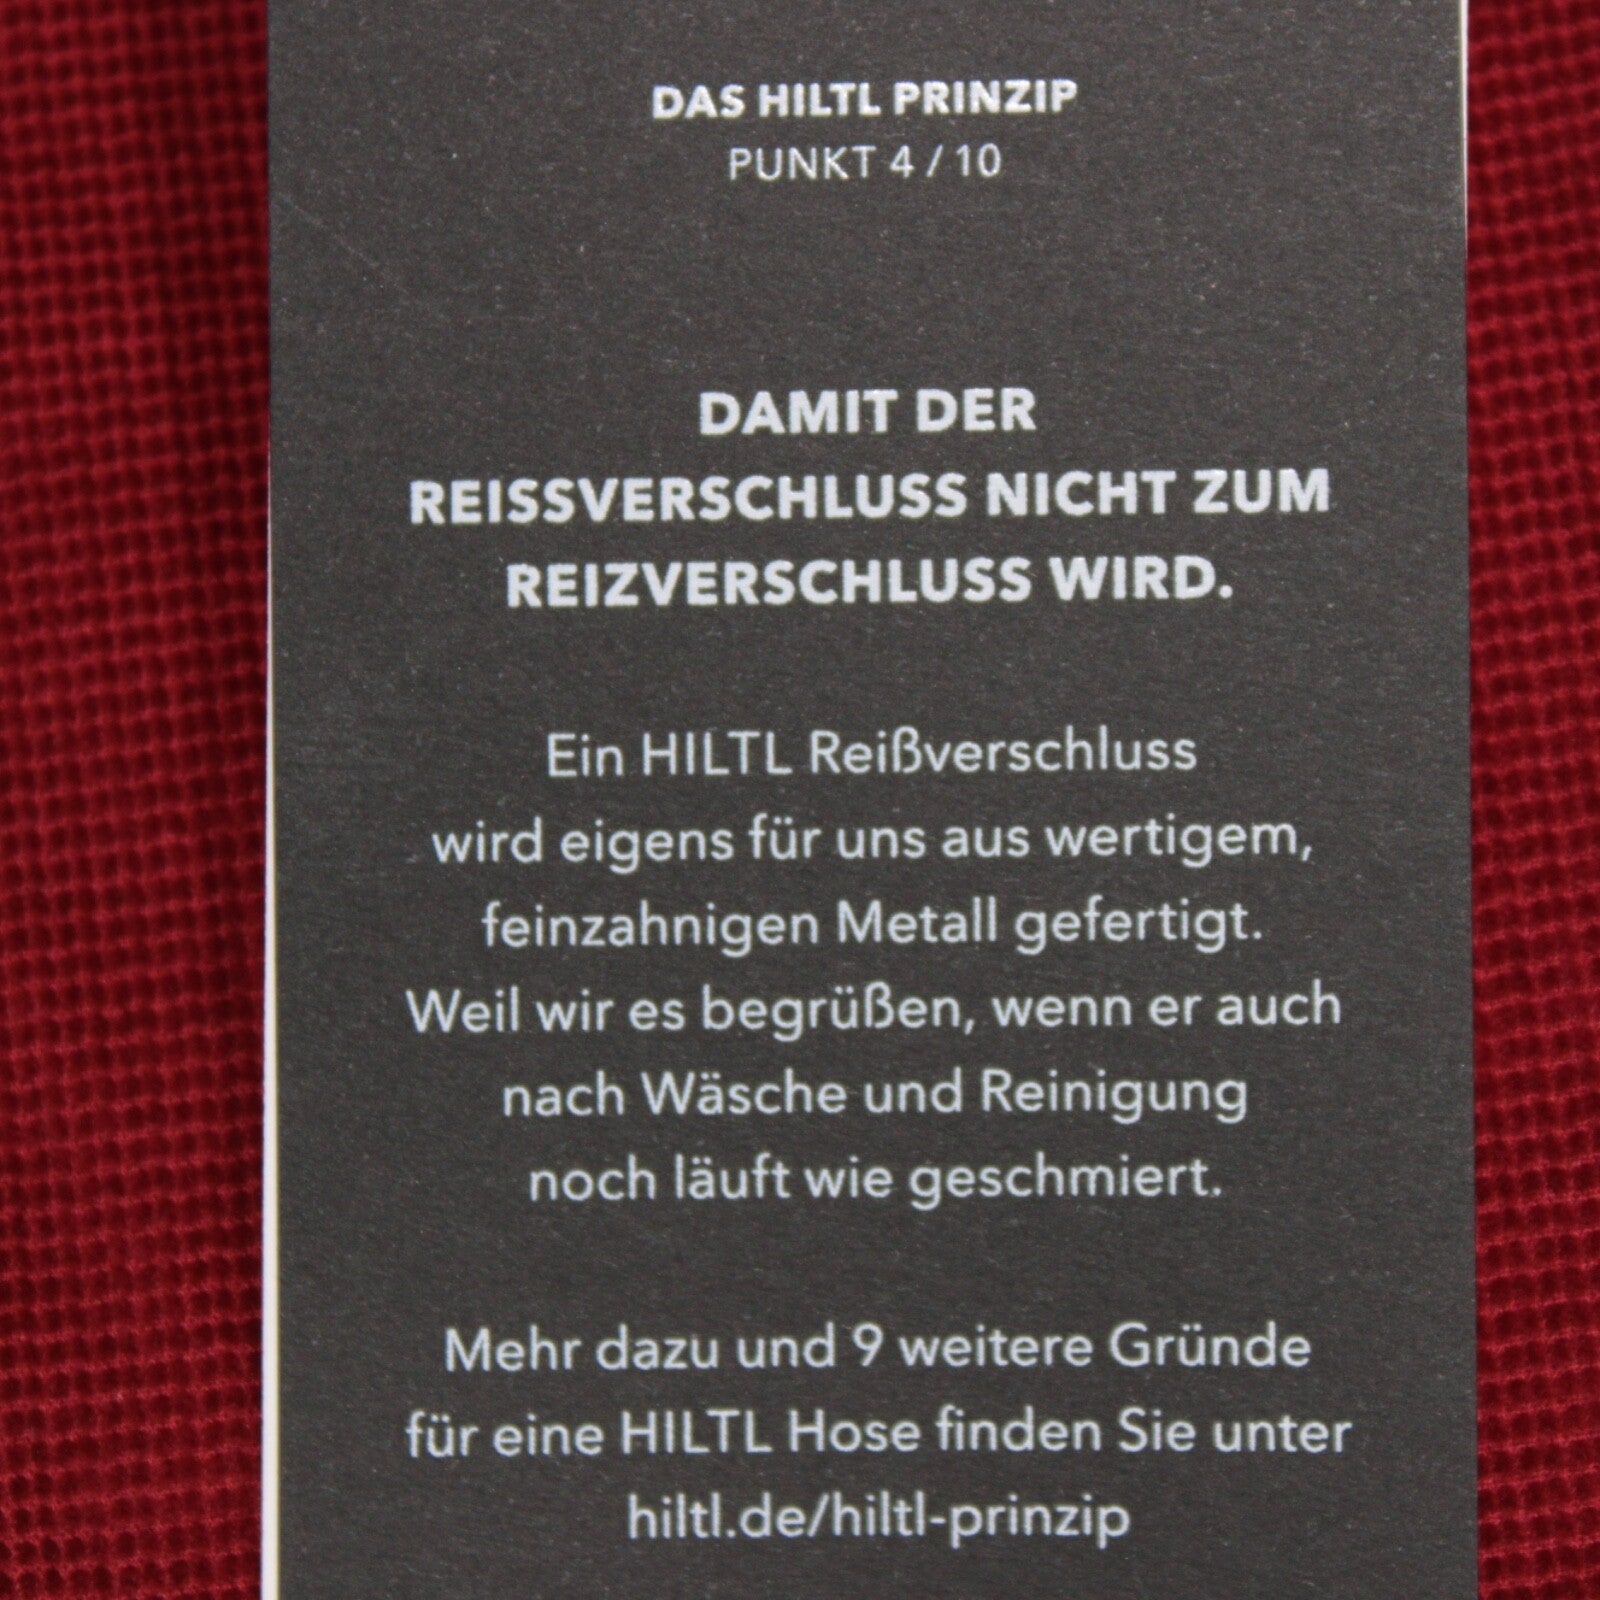 DAS HILTL PRINZIP
PUNKT 4 / 10
DAMIT DER
REISSVERSCHLUSS NICHT ZUM
REIZVERSCHLUSS WIRD.
Ein HILTL Reißverschluss
wird eigens für uns aus wertigem,
feinzahnigen Metall gefertigt.
Weil wir es begrüßen, wenn er auch
nach Wäsche und Reinigung
noch läuft wie geschmiert.
Mehr dazu und 9 weitere Gründe
für eine HILTL Hose finden Sie unter
hiltl.de/hiltl-prinzip